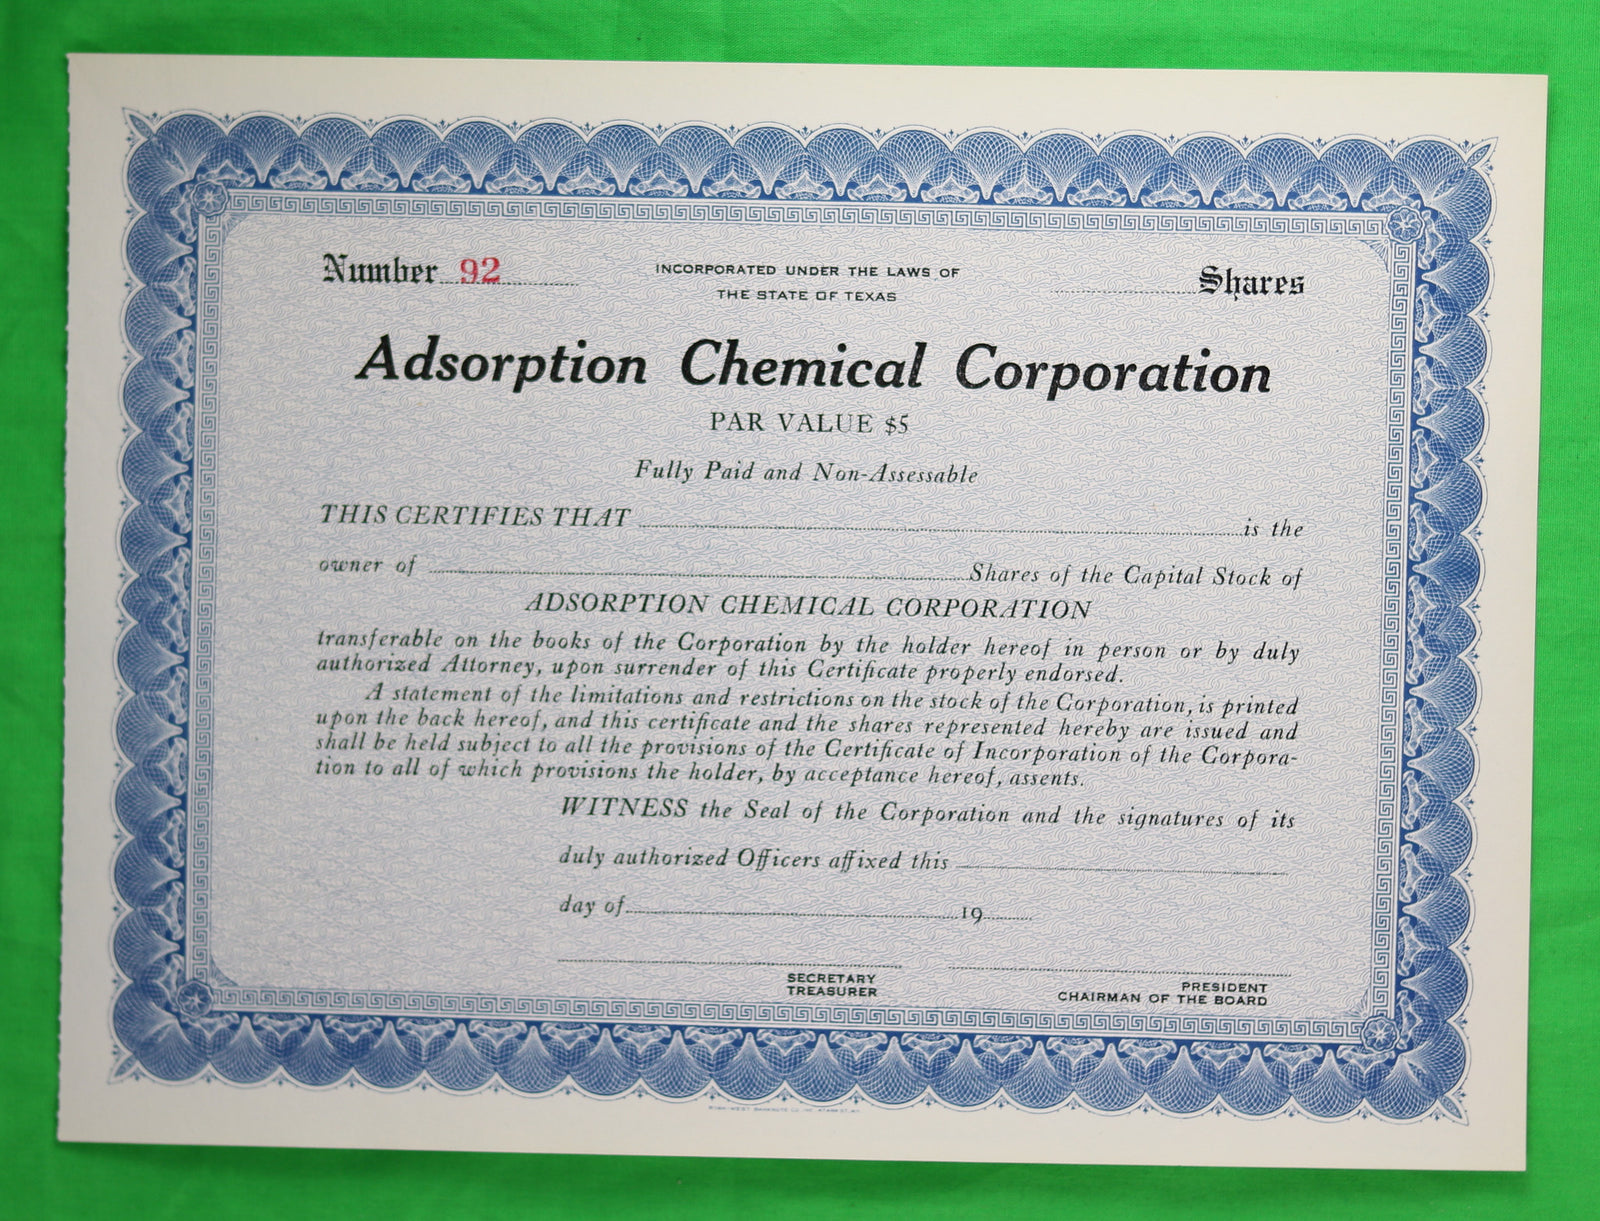 Number 92
INCORPORATED UNDER THE LAWS OF
THE STATE OF TEXAS
Shares
Adsorption Chemical Corporation
PAR VALUE $5
Fully Paid and Non-Assessable
THIS CERTIFIES THAT is the
owner of Shares of the Capital Stock of
ADSORPTION CHEMICAL CORPORATION
transferable on the books of the Corporation by the holder hereof in person or by duly
authorized Attorney, upon surrender of this Certificate properly endorsed.
A statement of the limitations and restrictions on the stock of the Corporation, is printed
upon the back hereof, and this certificate and the shares represented hereby are issued and
shall be held subject to all the provisions of the Certificate of Incorporation of the Corpora-
tion to all of which provisions the holder, by acceptance hereof, assents.
WITNESS the Seal of the Corporation and the signatures of its
duly authorized Officers affixed this
day of 19
SECRETARY
TREASURER
PRESIDENT
CHAIRMAN OF THE BOARD